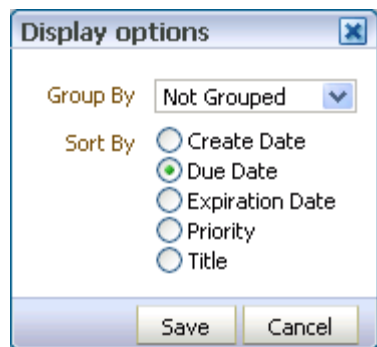 Display options
Group By Not Grouped
Sort By Create Date
Due Date
Expiration Date
Priority
Title
Save Cancel